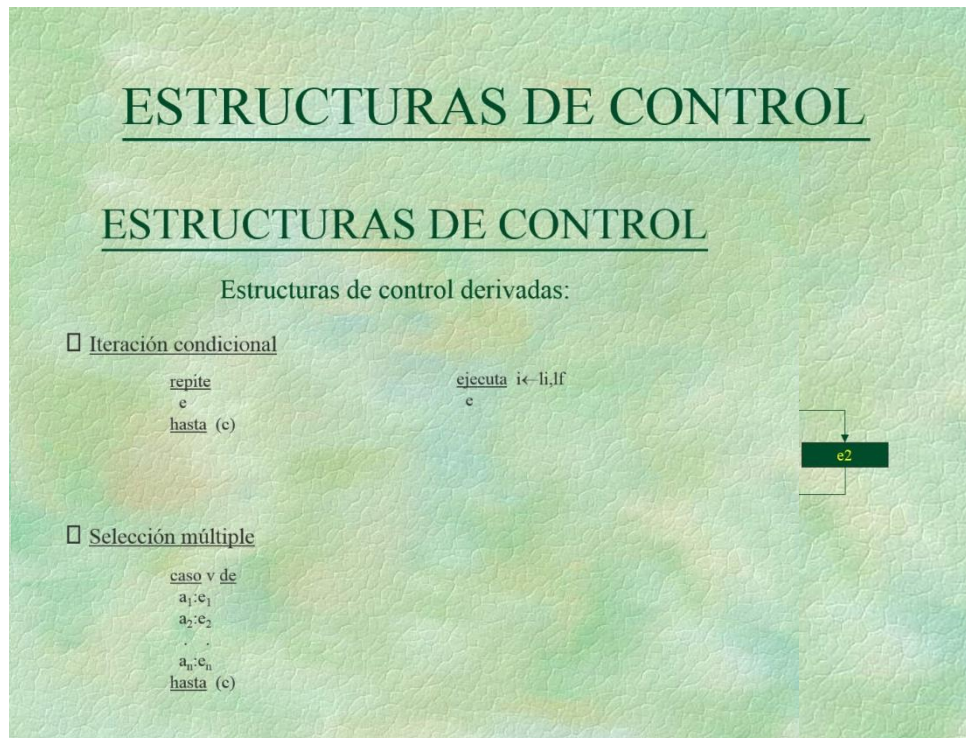 ESTRUCTURAS DE CONTROL
ESTRUCTURAS DE CONTROL
Estructuras de control derivadas:
Iteración condicional
repite
e
hasta (c)
ejecuta i←li,lf
e
e2
Selección múltiple
caso v de
a₁:e₁
a₂:e₂
. .
aₙ:eₙ
hasta (c)